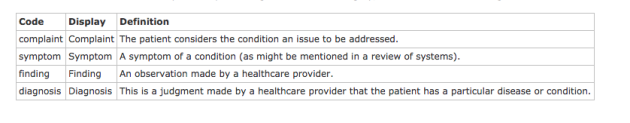 Code Display Definition
complaint Complaint The patient considers the condition an issue to be addressed.
symptom Symptom A symptom of a condition (as might be mentioned in a review of systems).
finding Finding An observation made by a healthcare provider.
diagnosis Diagnosis This is a judgment made by a healthcare provider that the patient has a particular disease or condition.